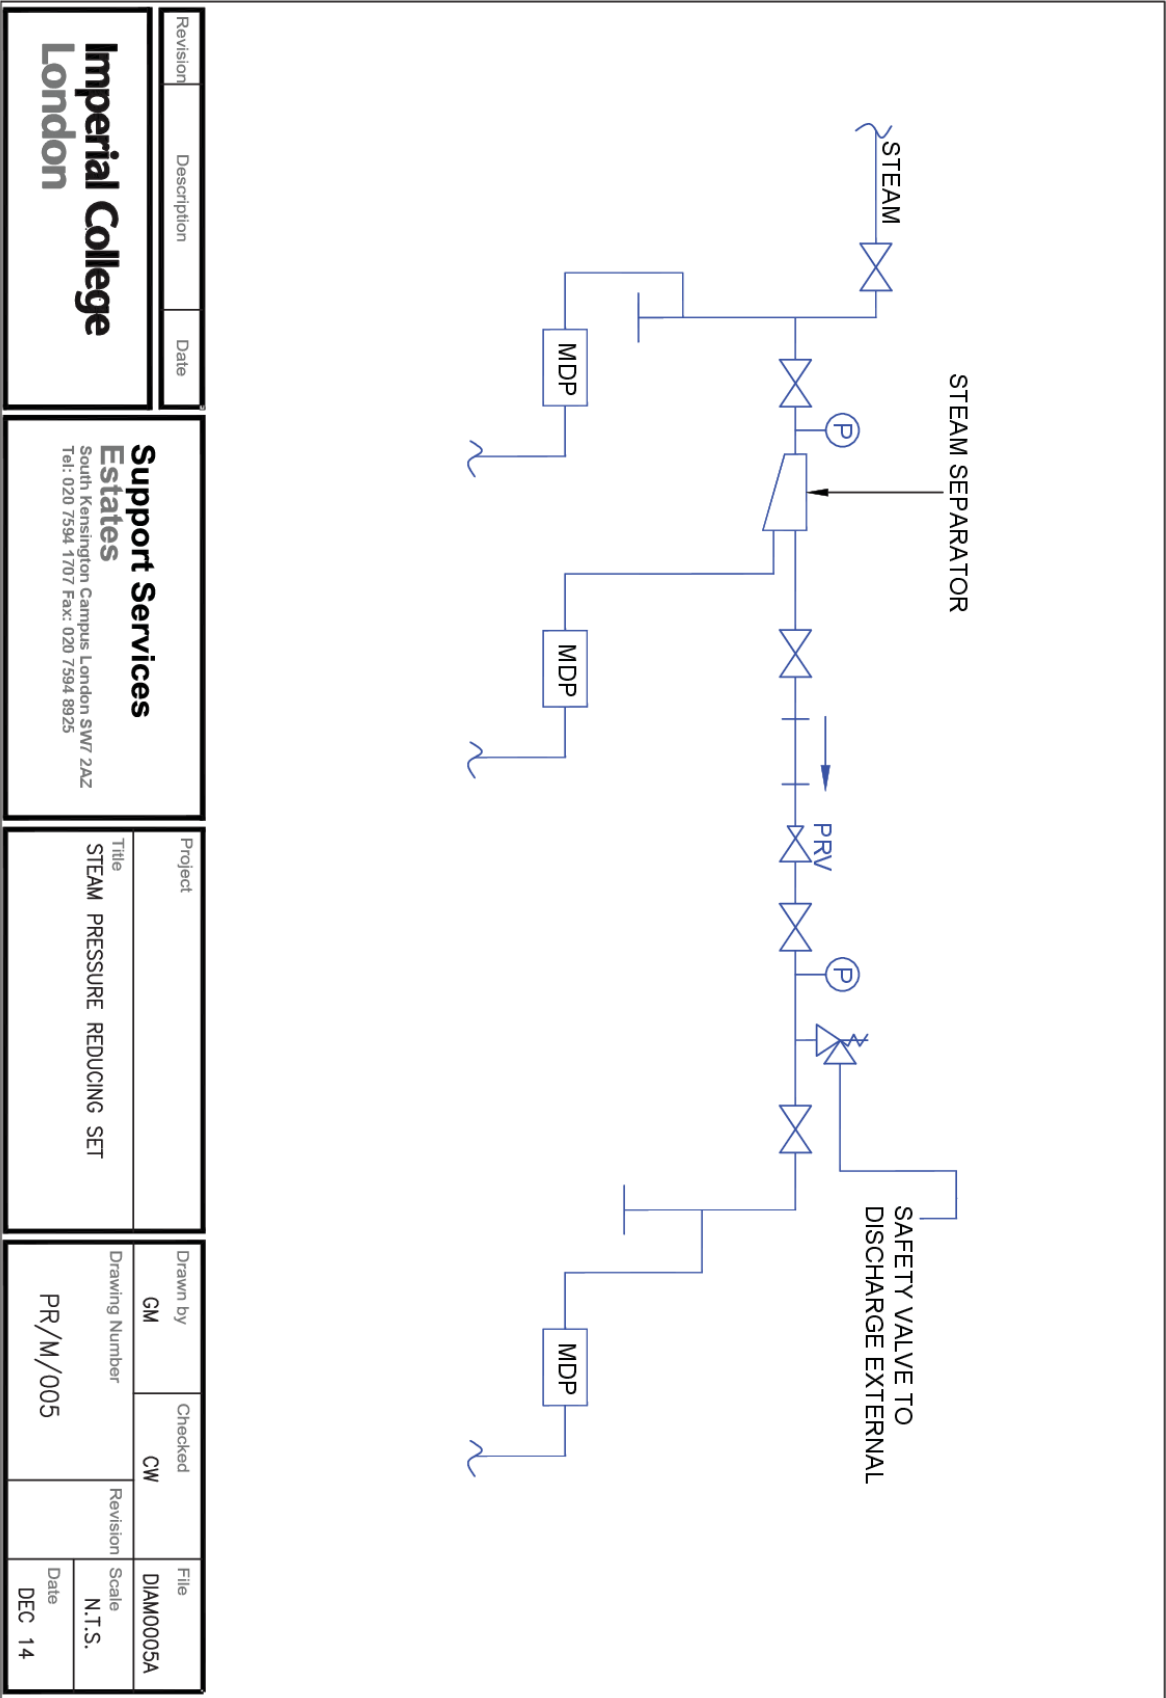 STEAM SEPARATOR
STEAM
P
PRV
P
SAFETY VALVE TO
DISCHARGE EXTERNAL
MDP
MDP
MDP
Revision
Description
Date
Imperial College
London
Support Services
Estates
South Kensington Campus London SW7 2AZ
Tel: 020 7594 1707 Fax: 020 7594 8925
Project
Title
STEAM PRESSURE REDUCING SET
Drawn by
GM
Checked
CW
File
DIAM0005A
Drawing Number
PR/M/005
Revision
Scale
N.T.S.
Date
DEC 14